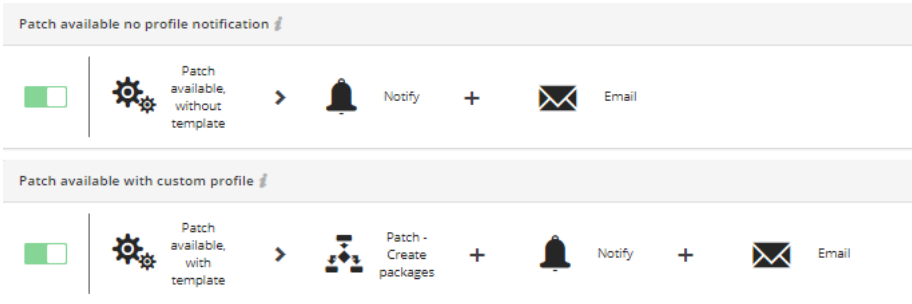 Patch available no profile notification i
Patch
available,
without
template
>
Notify
+
Email
Patch available with custom profile i
Patch
available,
with
template
>
Patch -
Create
packages
+
Notify
+
Email